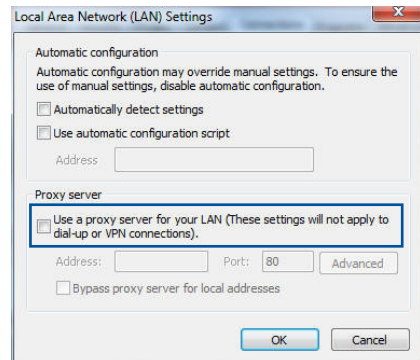 Local Area Network (LAN) Settings
Automatic configuration
Automatic configuration may override manual settings. To ensure the
use of manual settings, disable automatic configuration.
Automatically detect settings
Use automatic configuration script
Address
Proxy server
Use a proxy server for your LAN (These settings will not apply to
dial-up or VPN connections).
Address: Port: 80 Advanced
Bypass proxy server for local addresses
OK Cancel